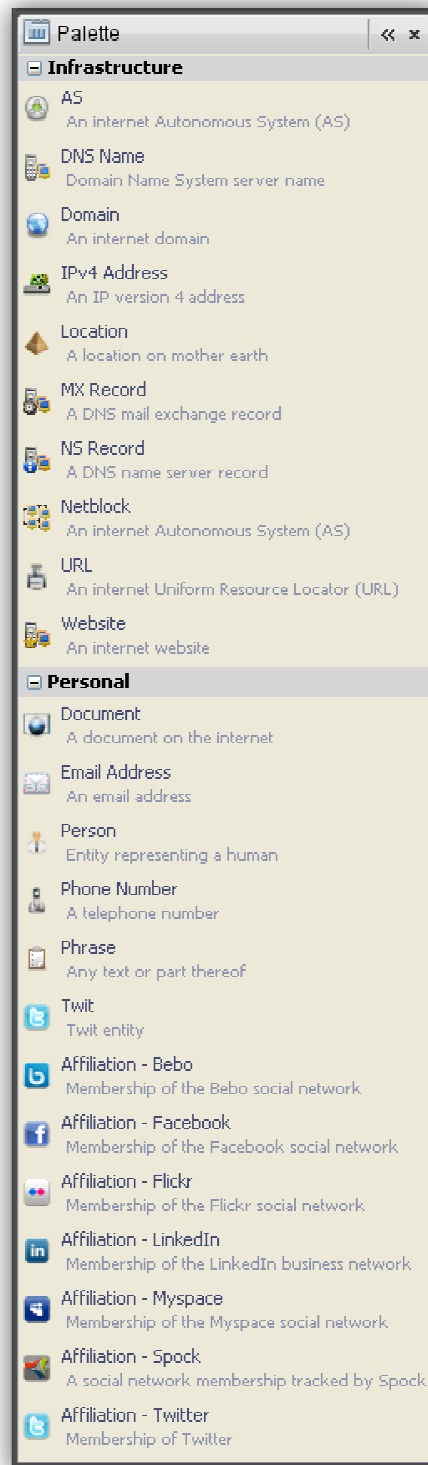 Palette
Infrastructure
AS
An internet Autonomous System (AS)
DNS Name
Domain Name System server name
Domain
An internet domain
IPv4 Address
An IP version 4 address
Location
A location on mother earth
MX Record
A DNS mail exchange record
NS Record
A DNS name server record
Netblock
An internet Autonomous System (AS)
URL
An internet Uniform Resource Locator (URL)
Website
An internet website
Personal
Document
A document on the internet
Email Address
An email address
Person
Entity representing a human
Phone Number
A telephone number
Phrase
Any text or part thereof
Twit
Twit entity
Affiliation - Bebo
Membership of the Bebo social network
Affiliation - Facebook
Membership of the Facebook social network
Affiliation - Flickr
Membership of the Flickr social network
Affiliation - LinkedIn
Membership of the LinkedIn business network
Affiliation - Myspace
Membership of the Myspace social network
Affiliation - Spock
A social network membership tracked by Spock
Affiliation - Twitter
Membership of Twitter